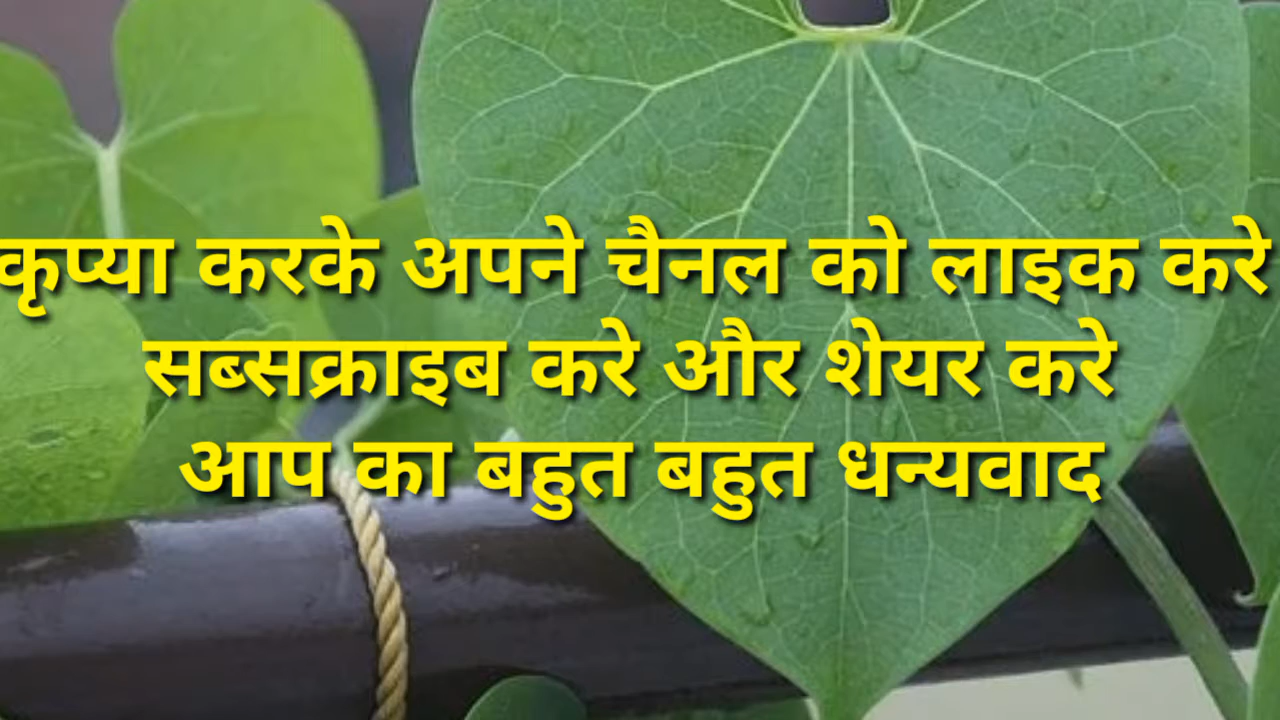 कृप्या करके अपने चैनल को लाइक करे
सब्सक्राइब करे और शेयर करे
आप का बहुत बहुत धन्यवाद